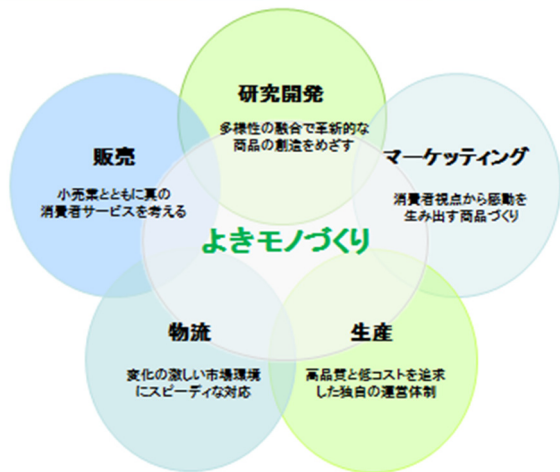 研究開発
多様性の融合で革新的な
商品の創造をめざす
販売
小売業とともに真の
消費者サービスを考える
マーケッティング
消費者視点から感動を
生み出す商品づくり
よきモノづくり
物流
変化の激しい市場環境
にスピーディな対応
生産
高品質と低コストを追求
した独自の運営体制